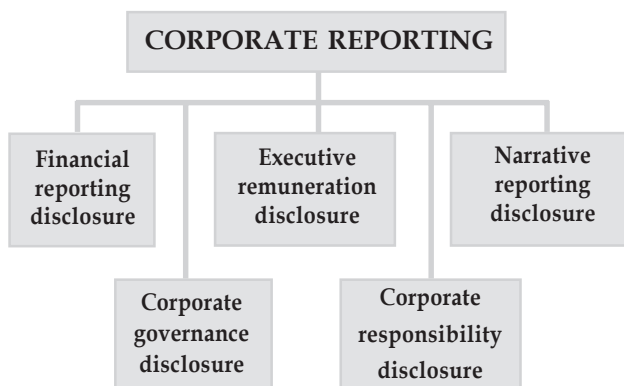 CORPORATE REPORTING
Financial
reporting
disclosure
Executive
remuneration
disclosure
Narrative
reporting
disclosure
Corporate
governance
disclosure
Corporate
responsibility
disclosure